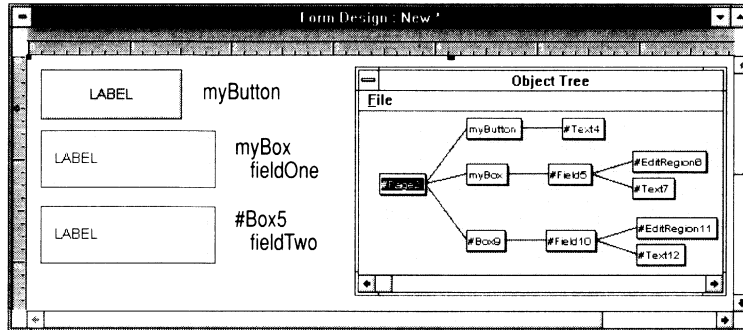 Form Design : New *
LABEL
myButton
LABEL
myBox
fieldOne
LABEL
#Box5
fieldTwo
Object Tree
File
myButton
#Text4
myBox
#Field5
#EditRegion6
#Text7
#Box9
#Field10
#EditRegion11
#Text12